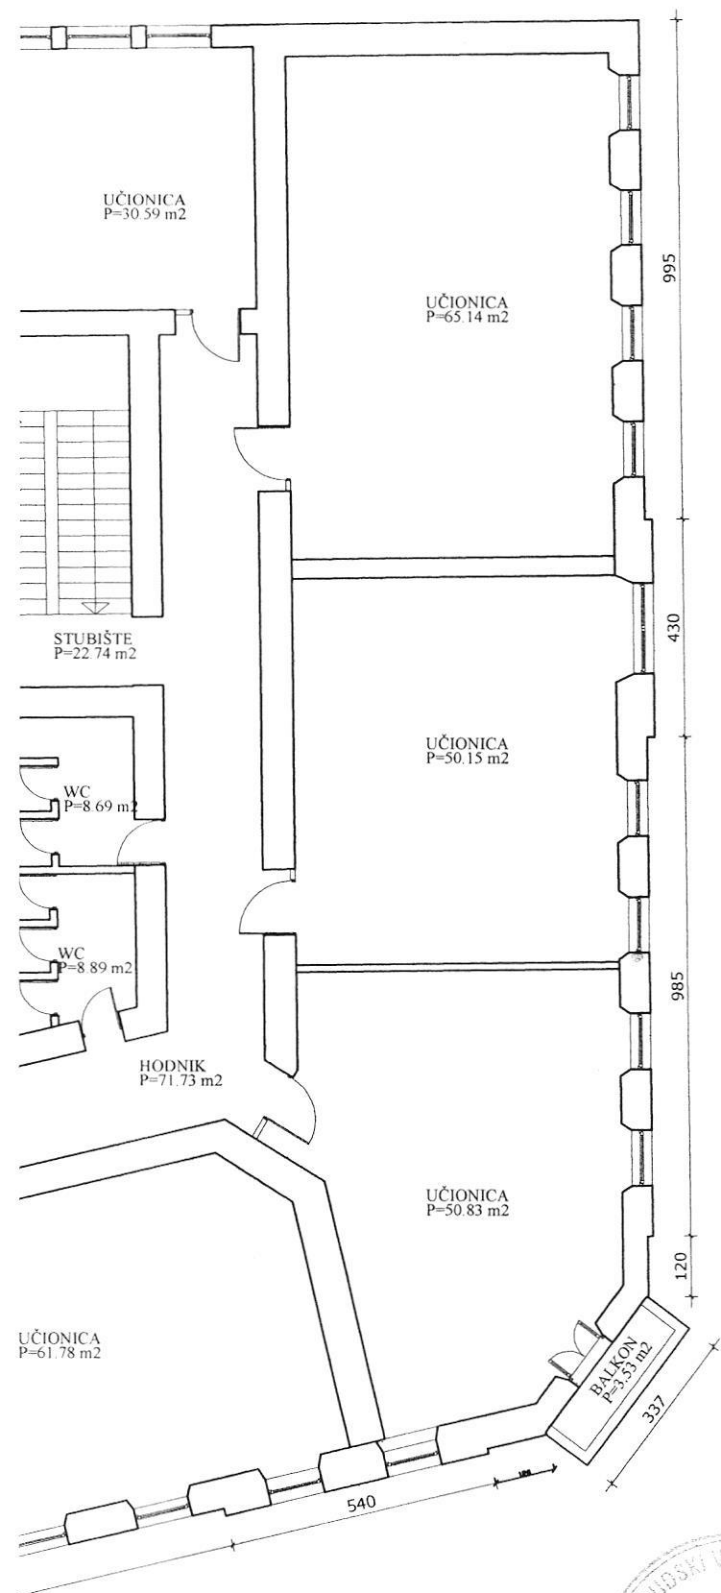 UČIONICA
P=30.59 m2
UČIONICA
P=65.14 m2
995
STUBIŠTE
P=22.74 m2
430
UČIONICA
P=50.15 m2
WC
P=8.69 m2
WC
P=8.89 m2
985
HODNIK
P=71.73 m2
UČIONICA
P=50.83 m2
120
UČIONICA
P=61.78 m2
BALKON
P=3.53 m2
337
540